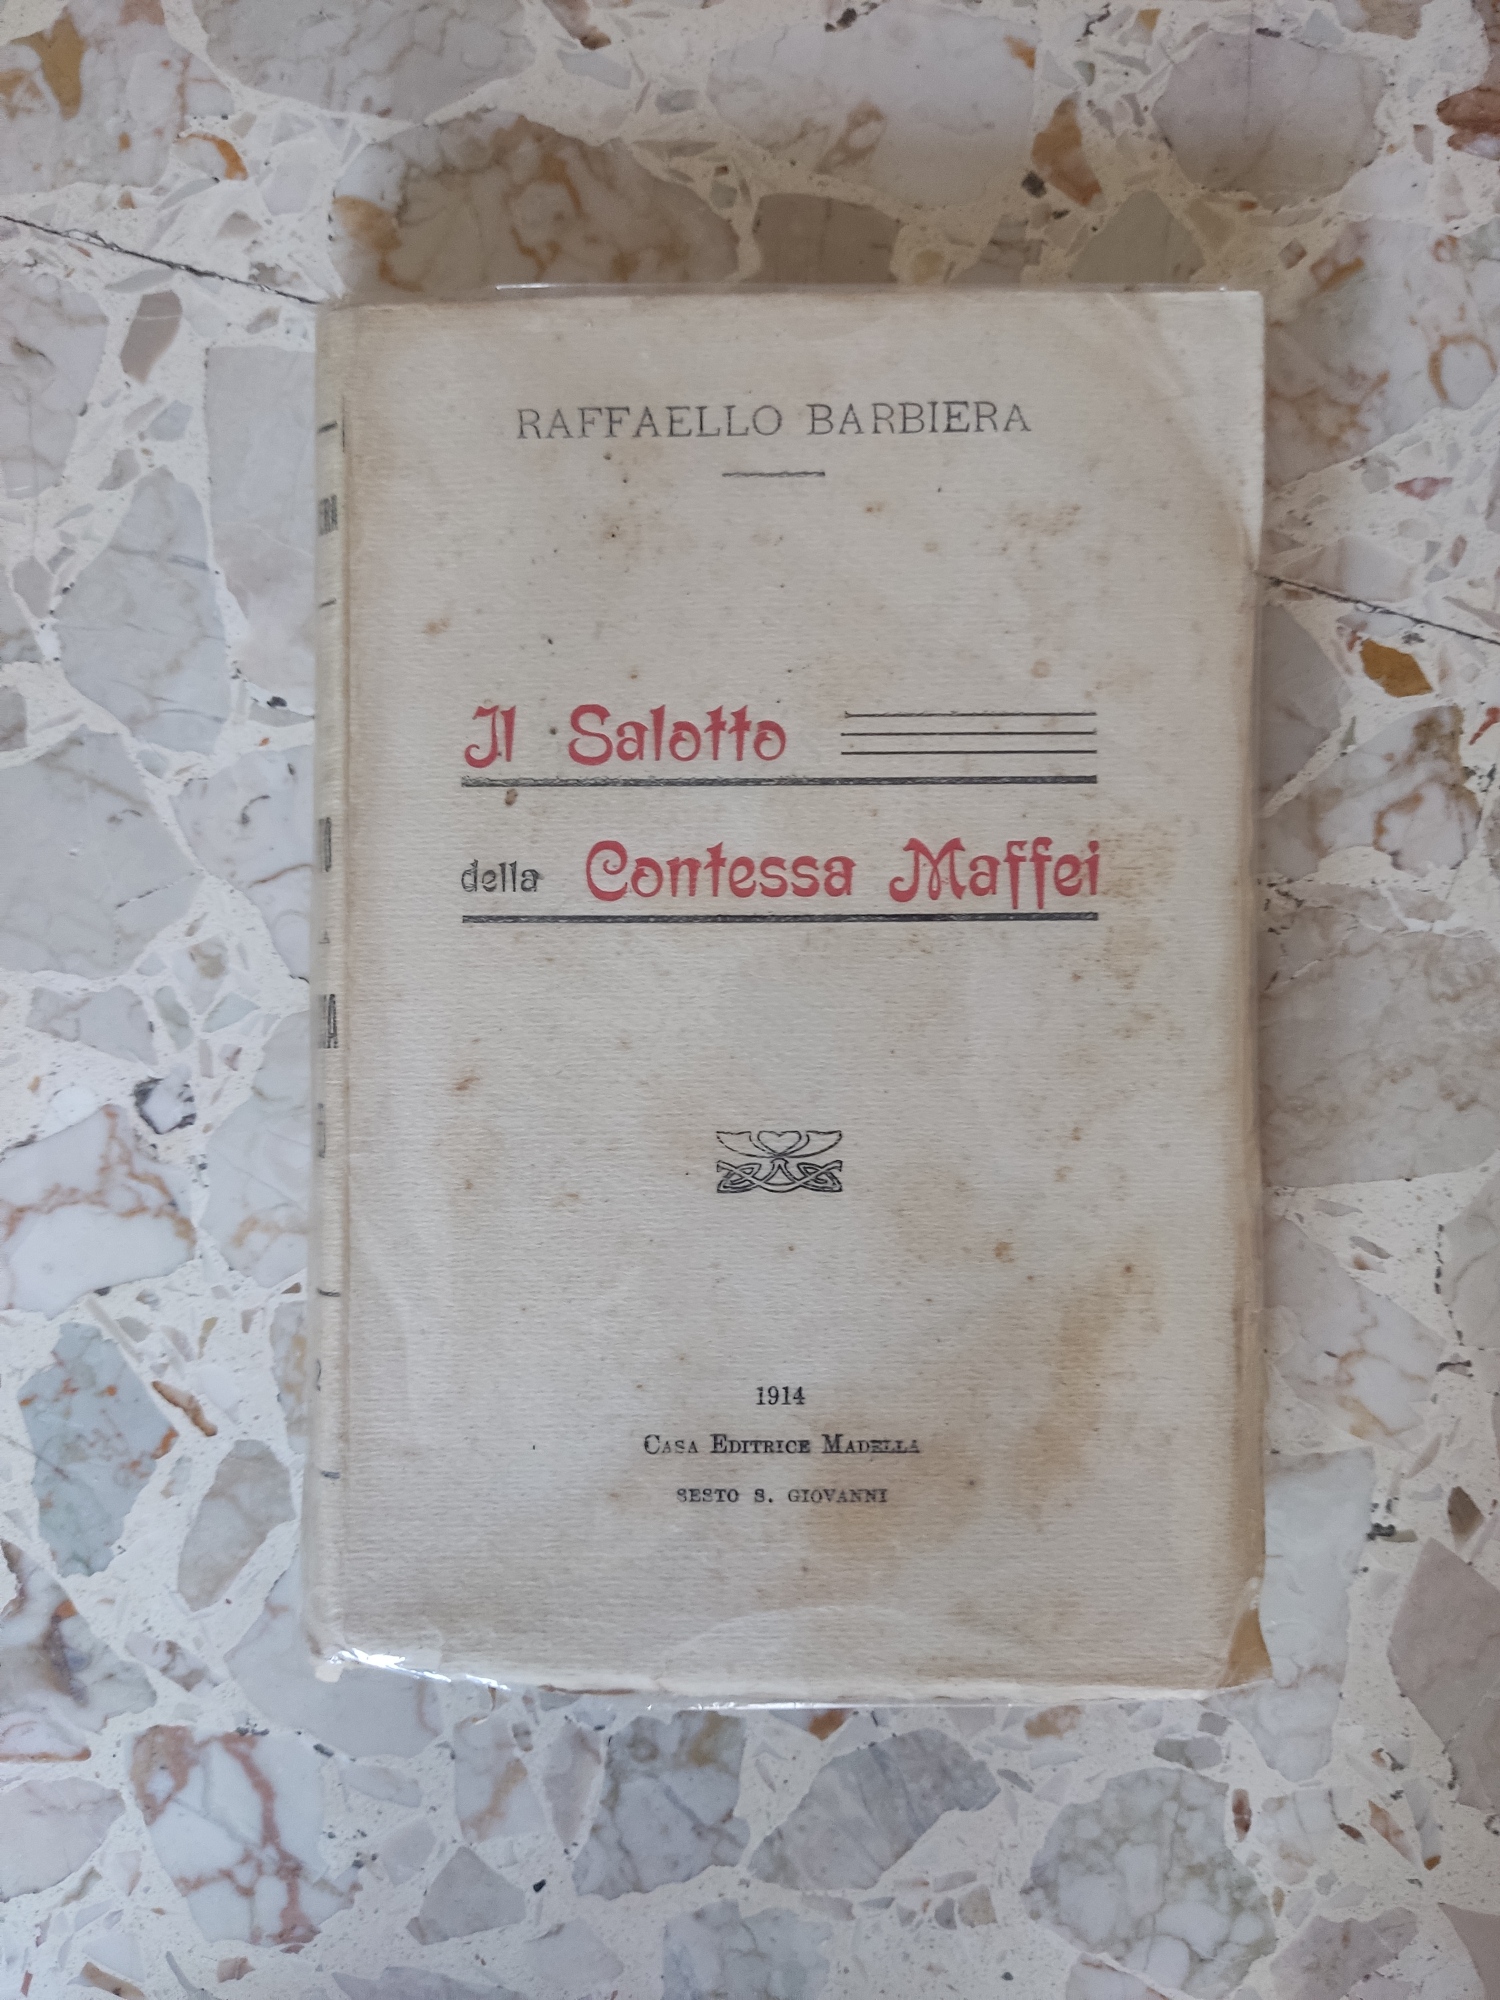 RAFFAELLO BARBIERA
Il Salotto
della Contessa Maffei
1914
CASA EDITRICE MADELLA
SESTO S. GIOVANNI